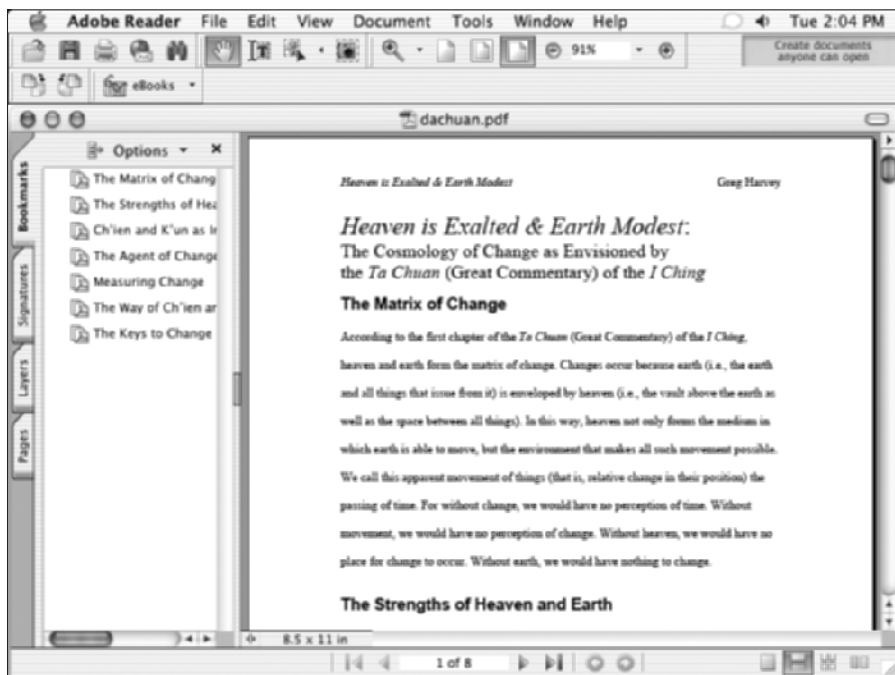 Adobe Reader File Edit View Document Tools Window Help Tue 2:04 PM
91%
Create documents
anyone can open
eBooks
dachuan.pdf
Options
Bookmarks
Signatures
Layers
Pages
The Matrix of Chang
The Strengths of Hea
Ch'ien and K'un as In
The Agent of Change
Measuring Change
The Way of Ch'ien an
The Keys to Change
Heaven is Exalted & Earth Modest Greg Harvey
Heaven is Exalted & Earth Modest:
The Cosmology of Change as Envisioned by
the Ta Chuan (Great Commentary) of the I Ching
The Matrix of Change
According to the first chapter of the Ta Chuan (Great Commentary) of the I Ching,
heaven and earth form the matrix of change. Changes occur because earth (i.e., the earth
and all things that issue from it) is enveloped by heaven (i.e., the vault above the earth as
well as the space between all things). In this way, heaven not only forms the medium in
which earth is able to move, but the environment that makes all such movement possible.
We call this apparent movement of things (that is, relative change in their position) the
passing of time. For without change, we would have no perception of time. Without
movement, we would have no perception of change. Without heaven, we would have no
place for change to occur. Without earth, we would have nothing to change.
The Strengths of Heaven and Earth
8.5 x 11 in
1 of 8